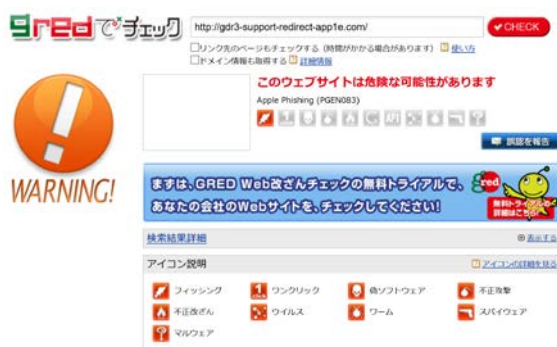 gredでチェック
http://gdr3-support-redirect-app1e.com/
CHECK
リンク先のページもチェックする (時間がかかる場合があります) 使い方
ドメイン情報も取得する 詳細情報
このウェブサイトは危険な可能性があります
Apple Phishing (PGEN083)
誤認を報告
WARNING!
まずは、GRED Web改ざんチェックの無料トライアルで、
あなたの会社のWebサイトを、チェックしてください!
gred
無料トライアルの
詳細はこちら
検索結果詳細
表示する
アイコン説明
アイコンの詳細を見る
フィッシング
ワンクリック
偽ソフトウェア
不正攻撃
不正改ざん
ウイルス
ワーム
スパイウェア
マルウェア